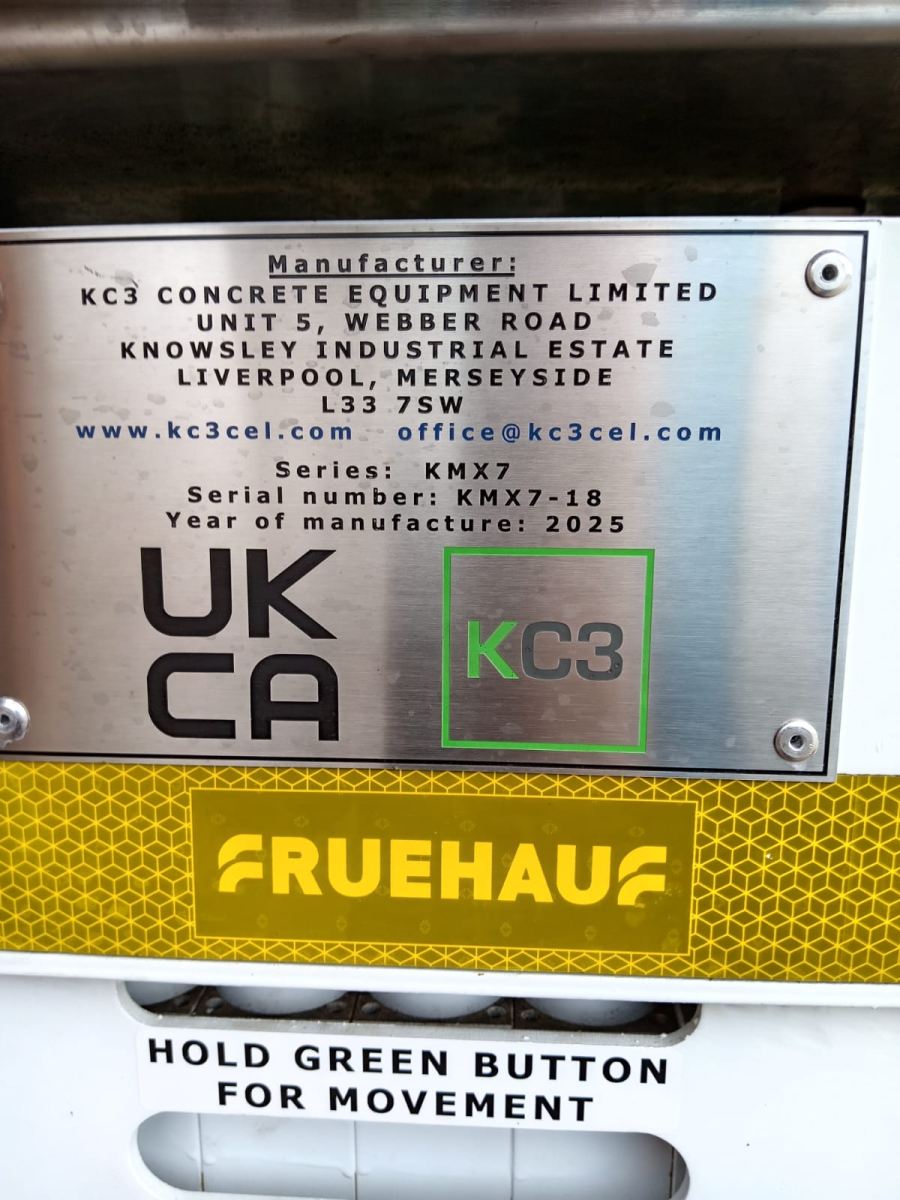 Manufacturer:
KC3 CONCRETE EQUIPMENT LIMITED
UNIT 5, WEBBER ROAD
KNOWSLEY INDUSTRIAL ESTATE
LIVERPOOL, MERSEYSIDE
L33 7SW
www.kc3cel.com office@kc3cel.com
Series: KMX7
Serial number: KMX7-18
Year of manufacture: 2025
UK
CA
KC3
FRUEHAUF
HOLD GREEN BUTTON
FOR MOVEMENT